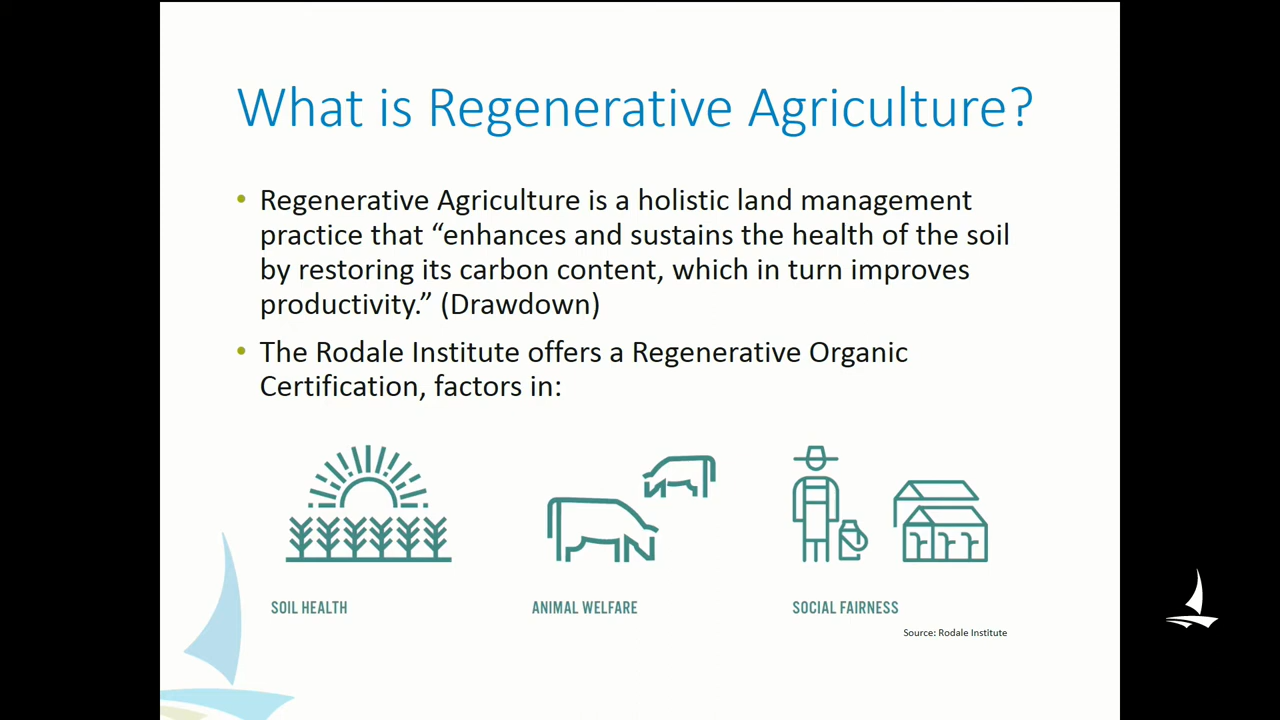 What is Regenerative Agriculture?
• Regenerative Agriculture is a holistic land management
practice that “enhances and sustains the health of the soil
by restoring its carbon content, which in turn improves
productivity.” (Drawdown)
• The Rodale Institute offers a Regenerative Organic
Certification, factors in:
SOIL HEALTH
ANIMAL WELFARE
SOCIAL FAIRNESS
Source: Rodale Institute